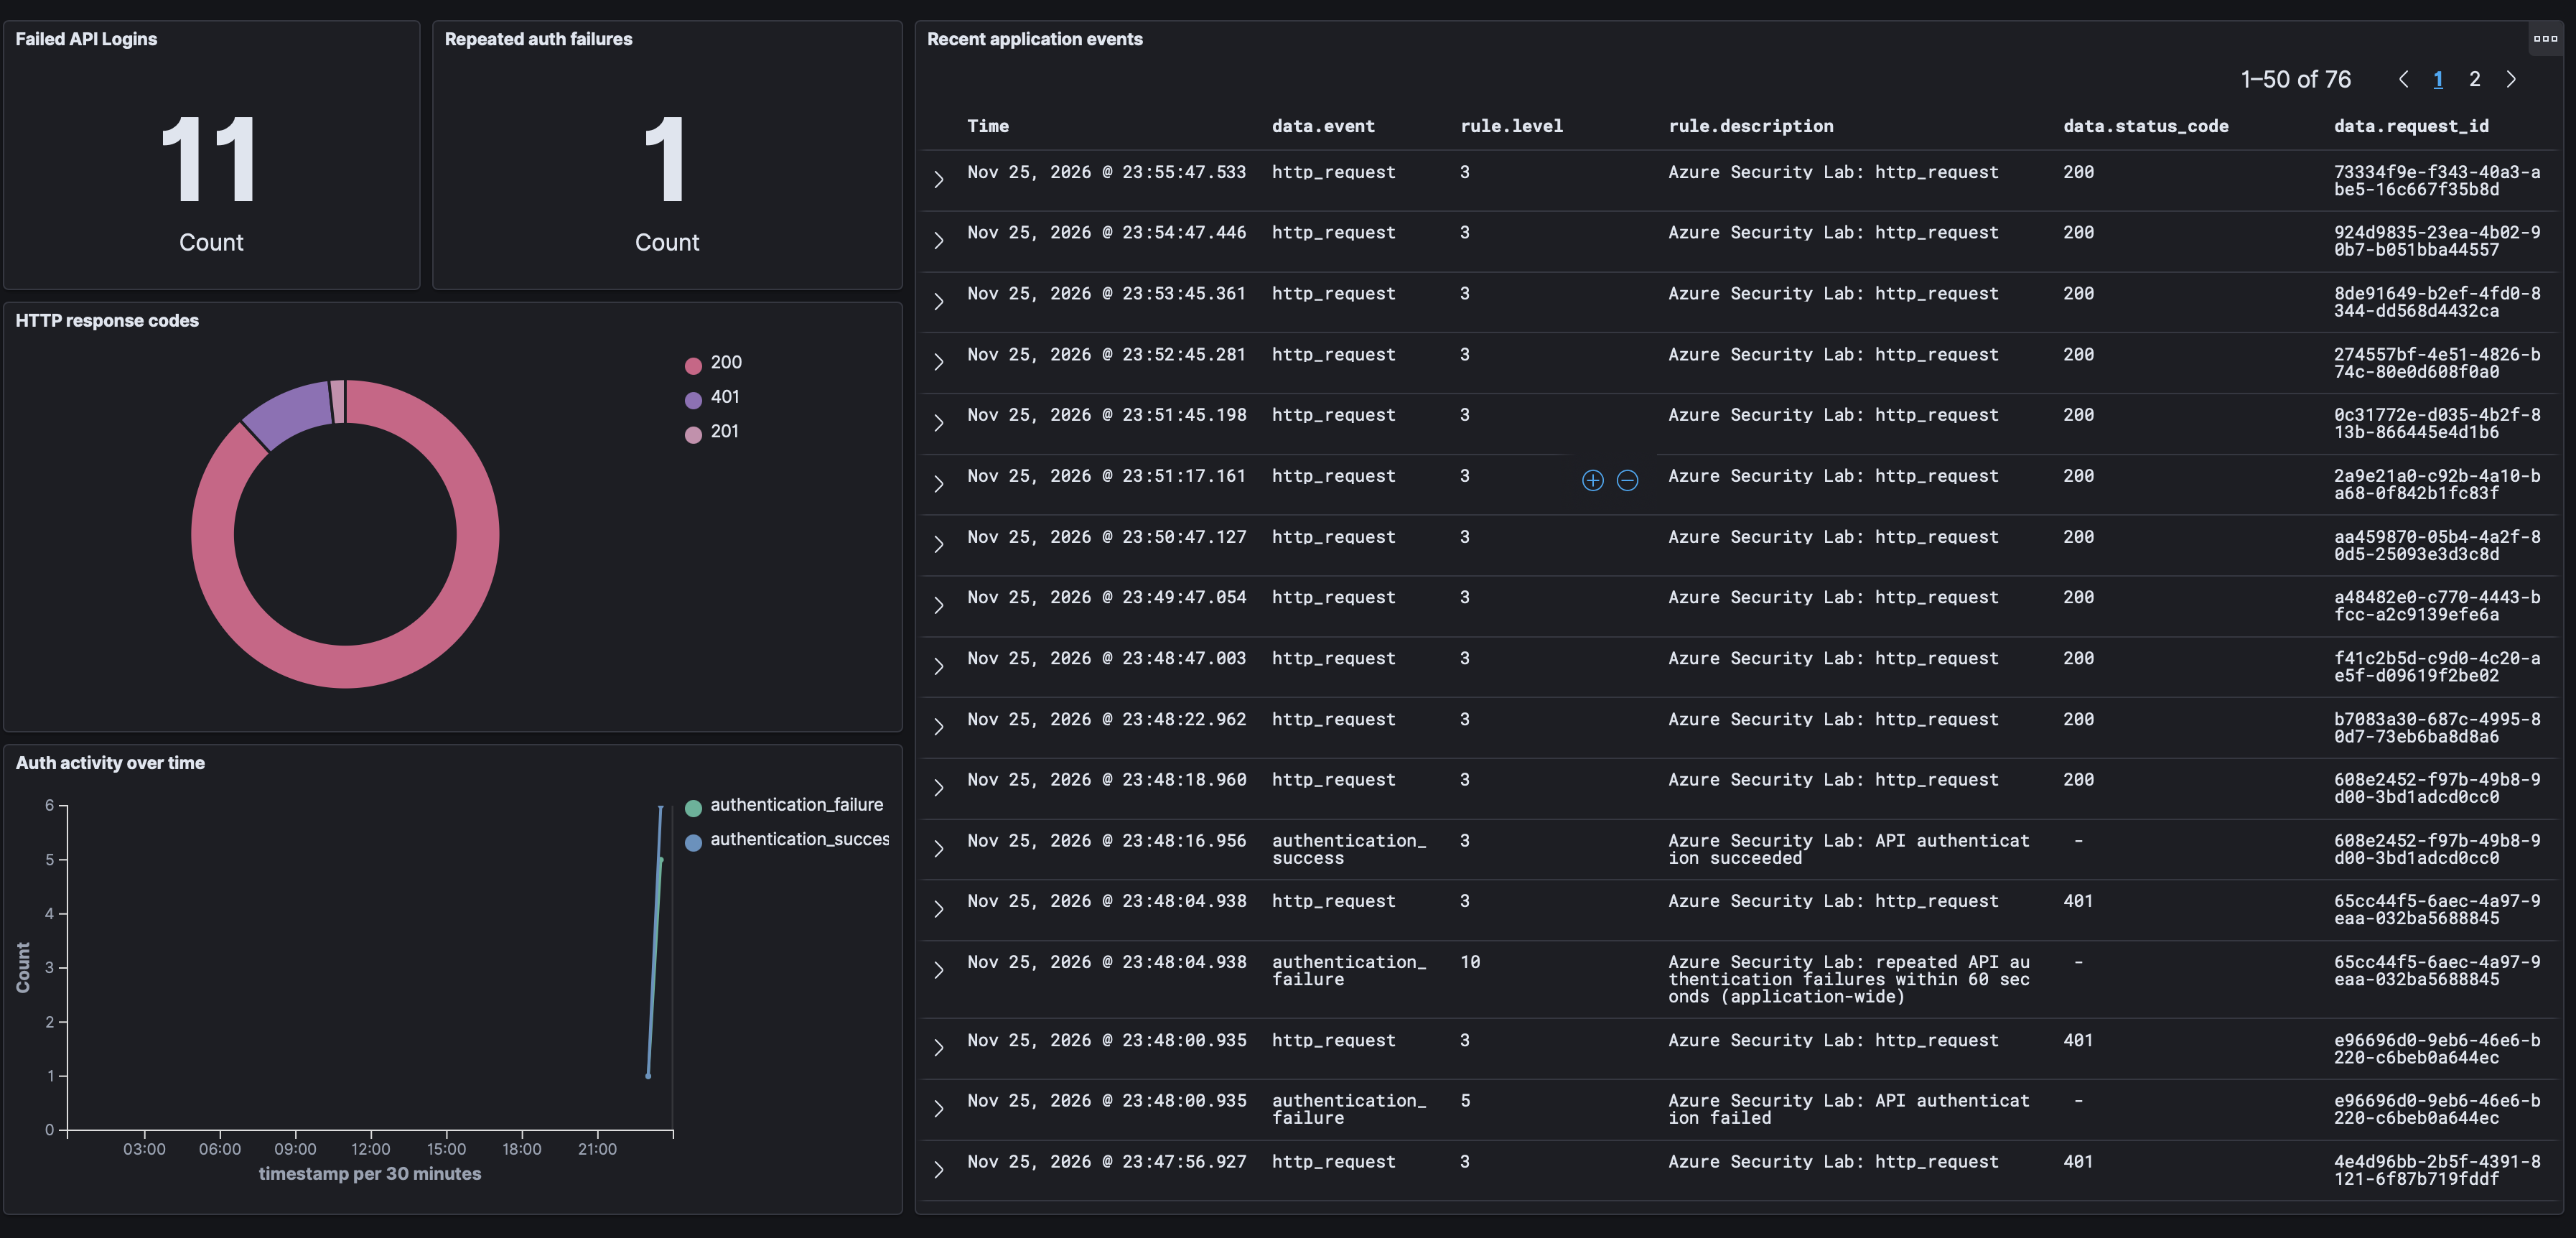 Failed API Logins
11
Count
Repeated auth failures
1
Count
HTTP response codes
200
401
201
Auth activity over time
6
5
4
3
2
1
0
Count
03:00 06:00 09:00 12:00 15:00 18:00 21:00
timestamp per 30 minutes
authentication_failure
authentication_succes
Recent application events
1–50 of 76 1 2
Time data.event rule.level rule.description data.status_code data.request_id
Nov 25, 2026 @ 23:55:47.533 http_request 3 Azure Security Lab: http_request 200 73334f9e-f343-40a3-a
be5-16c667f35b8d
Nov 25, 2026 @ 23:54:47.446 http_request 3 Azure Security Lab: http_request 200 924d9835-23ea-4b02-9
0b7-b051bba44557
Nov 25, 2026 @ 23:53:45.361 http_request 3 Azure Security Lab: http_request 200 8de91649-b2ef-4fd0-8
344-dd568d4432ca
Nov 25, 2026 @ 23:52:45.281 http_request 3 Azure Security Lab: http_request 200 274557bf-4e51-4826-b
74c-80e0d608f0a0
Nov 25, 2026 @ 23:51:45.198 http_request 3 Azure Security Lab: http_request 200 0c31772e-d035-4b2f-8
13b-866445e4d1b6
Nov 25, 2026 @ 23:51:17.161 http_request 3 Azure Security Lab: http_request 200 2a9e21a0-c92b-4a10-b
a68-0f842b1fc83f
Nov 25, 2026 @ 23:50:47.127 http_request 3 Azure Security Lab: http_request 200 aa459870-05b4-4a2f-8
0d5-25093e3d3c8d
Nov 25, 2026 @ 23:49:47.054 http_request 3 Azure Security Lab: http_request 200 a48482e0-c770-4443-b
fcc-a2c9139efe6a
Nov 25, 2026 @ 23:48:47.003 http_request 3 Azure Security Lab: http_request 200 f41c2b5d-c9d0-4c20-a
e5f-d09619f2be02
Nov 25, 2026 @ 23:48:22.962 http_request 3 Azure Security Lab: http_request 200 b7083a30-687c-4995-8
0d7-73eb6ba8d8a6
Nov 25, 2026 @ 23:48:18.960 http_request 3 Azure Security Lab: http_request 200 608e2452-f97b-49b8-9
d00-3bd1adcd0cc0
Nov 25, 2026 @ 23:48:16.956 authentication_ 3 Azure Security Lab: API authenticat - 608e2452-f97b-49b8-9
success ion succeeded d00-3bd1adcd0cc0
Nov 25, 2026 @ 23:48:04.938 http_request 3 Azure Security Lab: http_request 401 65cc44f5-6aec-4a97-9
eaa-032ba5688845
Nov 25, 2026 @ 23:48:04.938 authentication_ 10 Azure Security Lab: repeated API au - 65cc44f5-6aec-4a97-9
failure thentication failures within 60 sec eaa-032ba5688845
onds (application-wide)
Nov 25, 2026 @ 23:48:00.935 http_request 3 Azure Security Lab: http_request 401 e96696d0-9eb6-46e6-b
220-c6beb0a644ec
Nov 25, 2026 @ 23:48:00.935 authentication_ 5 Azure Security Lab: API authenticat - e96696d0-9eb6-46e6-b
failure ion failed 220-c6beb0a644ec
Nov 25, 2026 @ 23:47:56.927 http_request 3 Azure Security Lab: http_request 401 4e4d96bb-2b5f-4391-8
121-6f87b719fddf